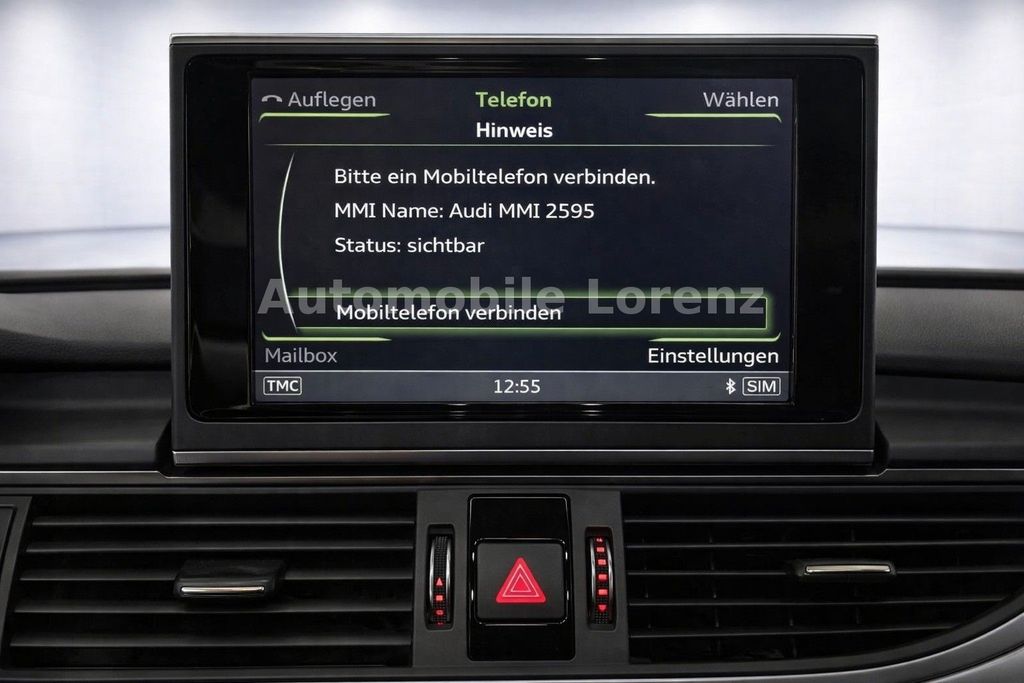 Auflegen Telefon Wählen
Hinweis
Bitte ein Mobiltelefon verbinden.
MMI Name: Audi MMI 2595
Status: sichtbar
Automobile Lorenz
Mobiltelefon verbinden
Mailbox Einstellungen
TMC 12:55 SIM